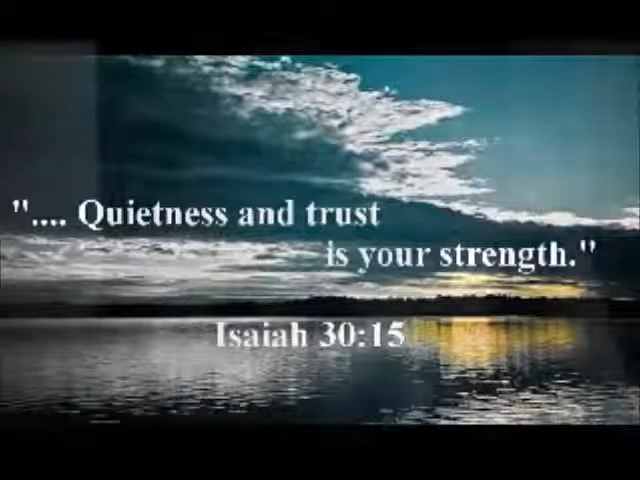 ".... Quietness and trust
is your strength."
Isaiah 30:15